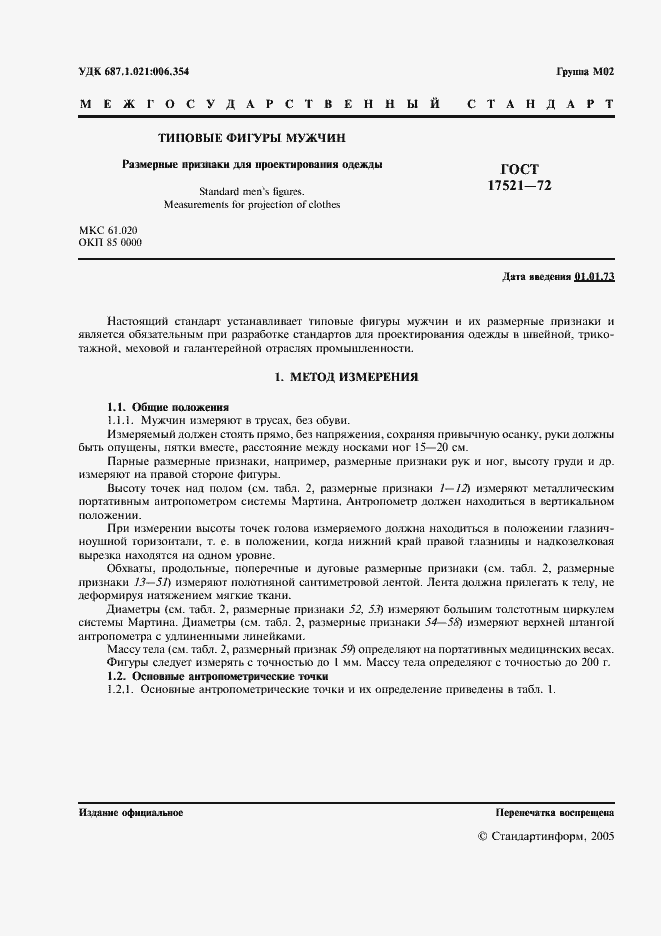 УДК 687.1.021:006.354
Группа М02
МЕЖГОСУДАРСТВЕННЫЙ СТАНДАРТ
ТИПОВЫЕ ФИГУРЫ МУЖЧИН
Размерные признаки для проектирования одежды
Standard men's figures.
Measurements for projection of clothes
ГОСТ
17521—72
МКС 61.020
ОКП 85 0000
Дата введения 01.01.73
Настоящий стандарт устанавливает типовые фигуры мужчин и их размерные признаки и
является обязательным при разработке стандартов для проектирования одежды в швейной, трико-
тажной, меховой и галантерейной отраслях промышленности.
1. МЕТОД ИЗМЕРЕНИЯ
1.1. Общие положения
1.1.1. Мужчин измеряют в трусах, без обуви.
Измеряемый должен стоять прямо, без напряжения, сохраняя привычную осанку, руки должны
быть опущены, пятки вместе, расстояние между носками ног 15—20 см.
Парные размерные признаки, например, размерные признаки рук и ног, высоту груди и др.
измеряют на правой стороне фигуры.
Высоту точек над полом (см. табл. 2, размерные признаки 1—12) измеряют металлическим
портативным антропометром системы Мартина. Антропометр должен находиться в вертикальном
положении.
При измерении высоты точек голова измеряемого должна находиться в положении глазнич-
ноушной горизонтали, т. е. в положении, когда нижний край правой глазницы и надкозелковая
вырезка находятся на одном уровне.
Обхваты, продольные, поперечные и дуговые размерные признаки (см. табл. 2, размерные
признаки 13—51) измеряют полотняной сантиметровой лентой. Лента должна прилегать к телу, не
деформируя натяжением мягкие ткани.
Диаметры (см. табл. 2, размерные признаки 52, 53) измеряют большим толстотным циркулем
системы Мартина. Диаметры (см. табл. 2, размерные признаки 54—58) измеряют верхней штангой
антропометра с удлиненными линейками.
Массу тела (см. табл. 2, размерный признак 59) определяют на портативных медицинских весах.
Фигуры следует измерять с точностью до 1 мм. Массу тела определяют с точностью до 200 г.
1.2. Основные антропометрические точки
1.2.1. Основные антропометрические точки и их определение приведены в табл. 1.
Издание официальное
Перепечатка воспрещена
© Стандартинформ, 2005